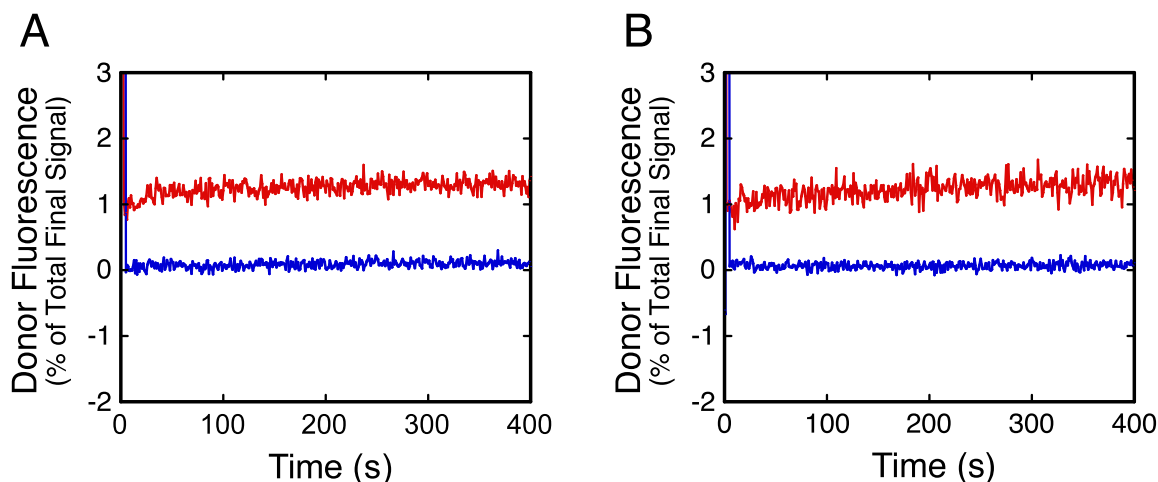 A
B
Donor Fluorescence
(% of Total Final Signal)
3
2
1
0
-1
-2
0
100
200
300
400
Time (s)
Donor Fluorescence
(% of Total Final Signal)
3
2
1
0
-1
-2
0
100
200
300
400
Time (s)